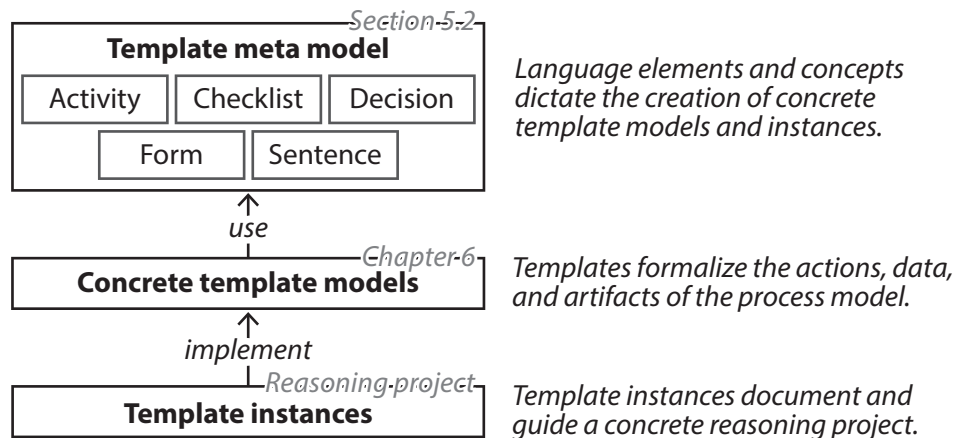 Section 5.2
Template meta model
Activity
Checklist
Decision
Form
Sentence
Language elements and concepts
dictate the creation of concrete
template models and instances.
use
Chapter 6
Concrete template models
Templates formalize the actions, data,
and artifacts of the process model.
implement
Reasoning project
Template instances
Template instances document and
guide a concrete reasoning project.